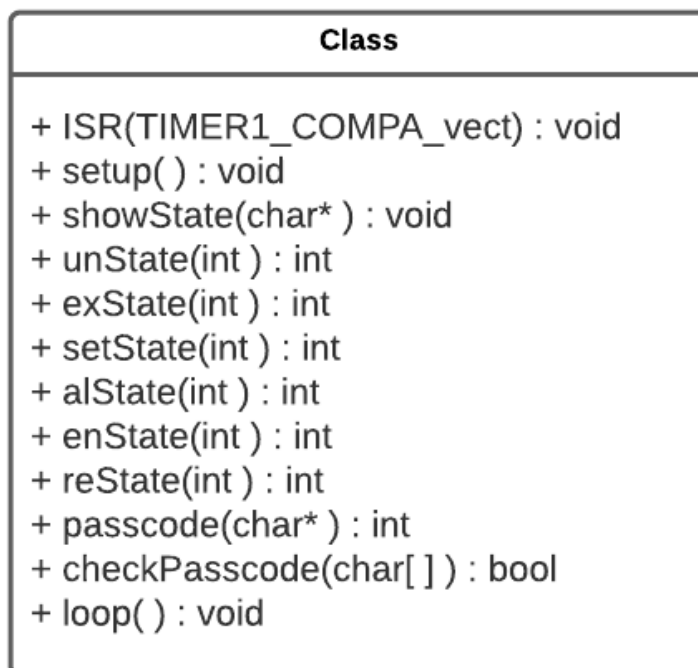 Class
+ ISR(TIMER1_COMPA_vect) : void
+ setup( ) : void
+ showState(char* ) : void
+ unState(int ) : int
+ exState(int ) : int
+ setState(int ) : int
+ alState(int ) : int
+ enState(int ) : int
+ reState(int ) : int
+ passcode(char* ) : int
+ checkPasscode(char[ ] ) : bool
+ loop( ) : void